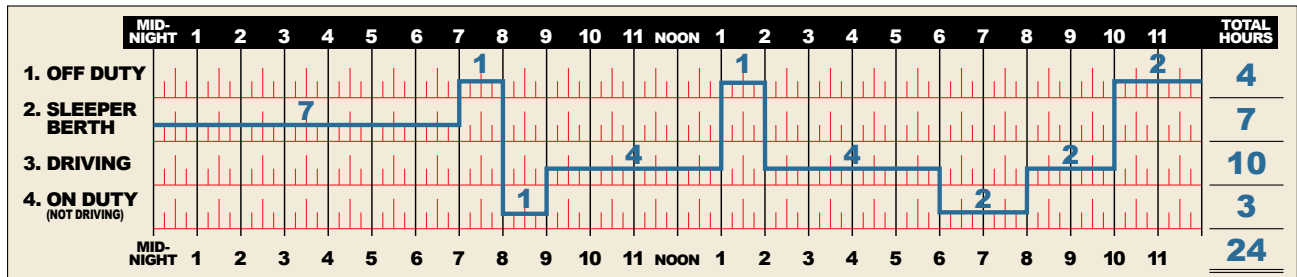 MID-NIGHT 1 2 3 4 5 6 7 8 9 10 11 NOON 1 2 3 4 5 6 7 8 9 10 11 TOTAL HOURS
1. OFF DUTY 1 1 2 4
2. SLEEPER BERTH 7 7
3. DRIVING 4 4 2 10
4. ON DUTY (NOT DRIVING) 1 2 3
MID-NIGHT 1 2 3 4 5 6 7 8 9 10 11 NOON 1 2 3 4 5 6 7 8 9 10 11 24